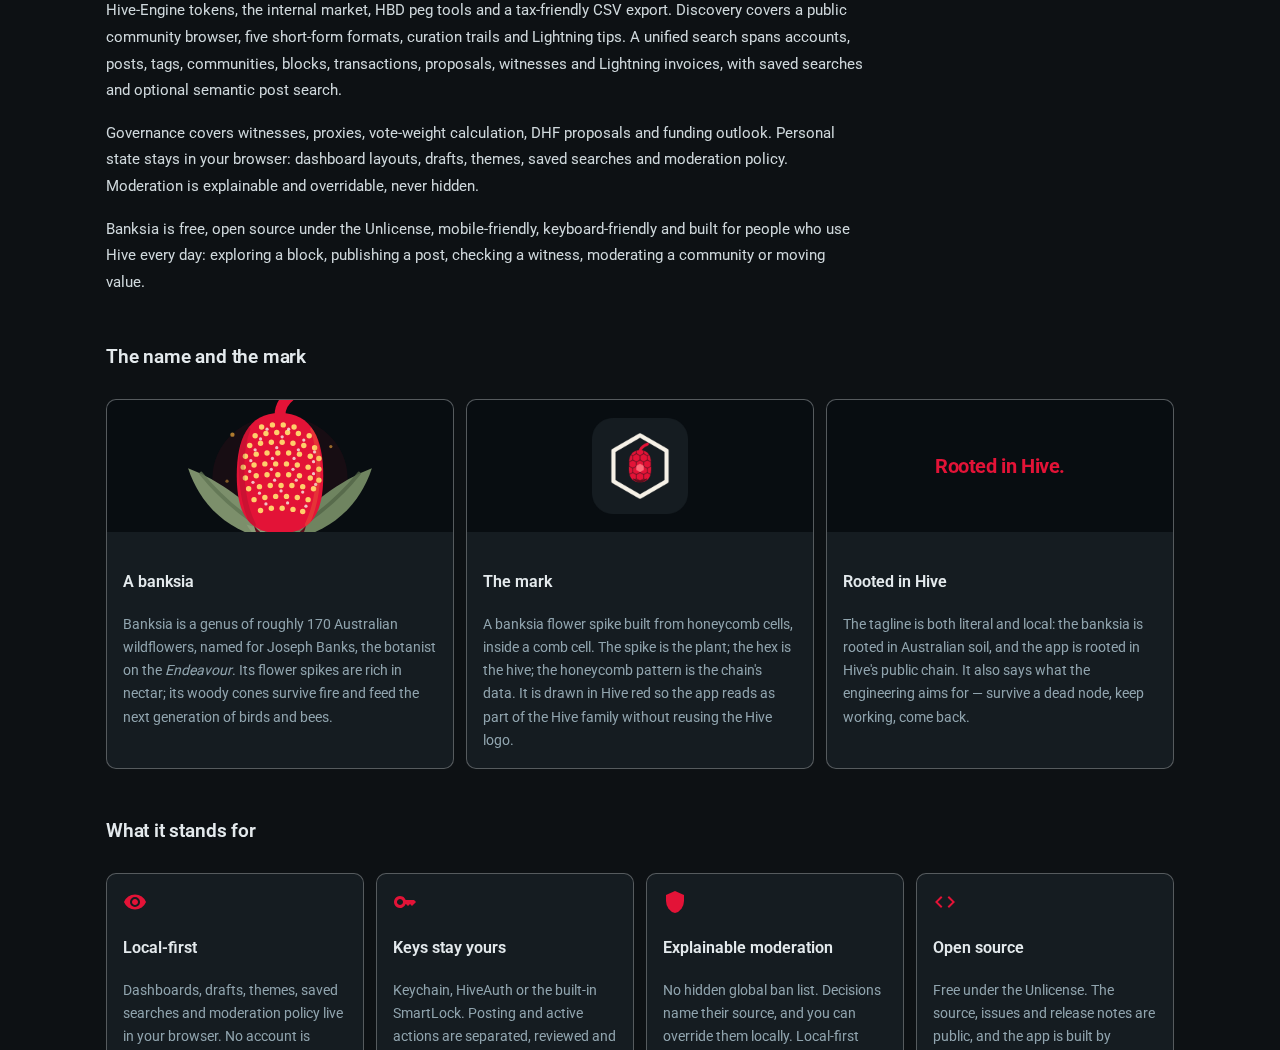 Hive-Engine tokens, the internal market, HBD peg tools and a tax-friendly CSV export. Discovery covers a public
community browser, five short-form formats, curation trails and Lightning tips. A unified search spans accounts,
posts, tags, communities, blocks, transactions, proposals, witnesses and Lightning invoices, with saved searches
and optional semantic post search.
Governance covers witnesses, proxies, vote-weight calculation, DHF proposals and funding outlook. Personal
state stays in your browser: dashboard layouts, drafts, themes, saved searches and moderation policy.
Moderation is explainable and overridable, never hidden.
Banksia is free, open source under the Unlicense, mobile-friendly, keyboard-friendly and built for people who use
Hive every day: exploring a block, publishing a post, checking a witness, moderating a community or moving
value.
The name and the mark
A banksia
Banksia is a genus of roughly 170 Australian
wildflowers, named for Joseph Banks, the botanist
on the Endeavour. Its flower spikes are rich in
nectar; its woody cones survive fire and feed the
next generation of birds and bees.
The mark
A banksia flower spike built from honeycomb cells,
inside a comb cell. The spike is the plant; the hex is
the hive; the honeycomb pattern is the chain's
data. It is drawn in Hive red so the app reads as
part of the Hive family without reusing the Hive
logo.
Rooted in Hive.
Rooted in Hive
The tagline is both literal and local: the banksia is
rooted in Australian soil, and the app is rooted in
Hive's public chain. It also says what the
engineering aims for — survive a dead node, keep
working, come back.
What it stands for
Local-first
Dashboards, drafts, themes, saved
searches and moderation policy live
in your browser. No account is
Keys stay yours
Keychain, HiveAuth or the built-in
SmartLock. Posting and active
actions are separated, reviewed and
Explainable moderation
No hidden global ban list. Decisions
name their source, and you can
override them locally. Local-first
Open source
Free under the Unlicense. The
source, issues and release notes are
public, and the app is built by